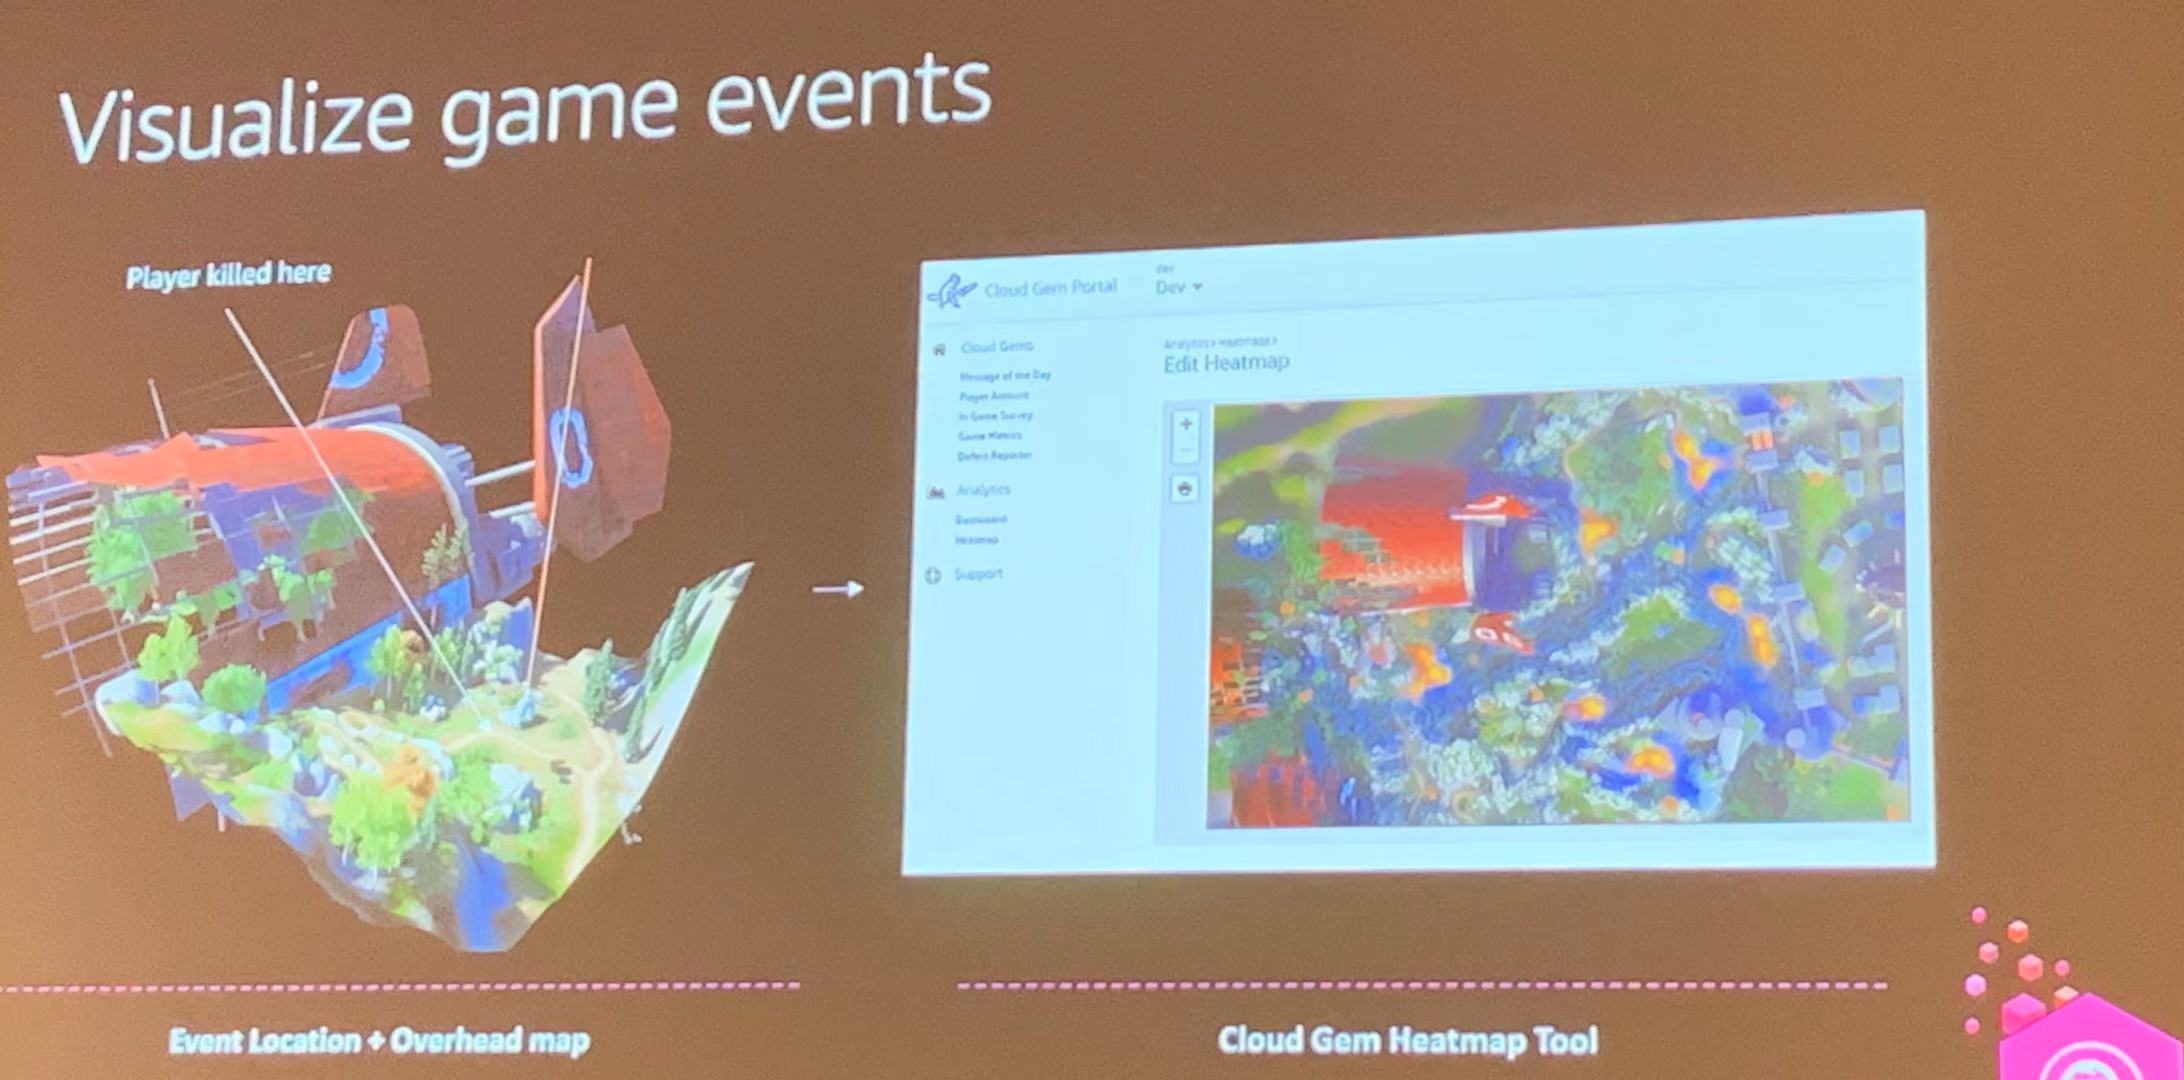 Visualize game events
Player killed here
Cloud Gem Portal
dev
Dev
Cloud Gems
Message of the Day
Player Account
In Game Survey
Game Metrics
Defect Reporter
Analytics
Dashboard
Heatmap
Support
Analytics > Heatmaps >
Edit Heatmap
Event Location + Overhead map
Cloud Gem Heatmap Tool